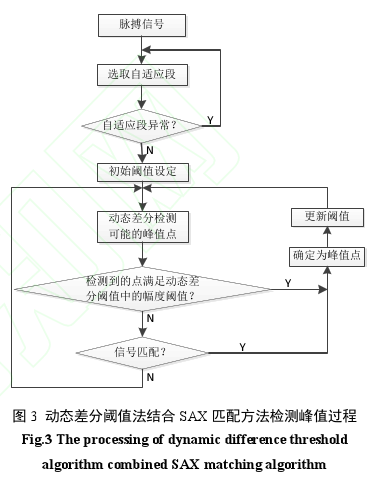 脉搏信号
选取自适应段
自适应段异常？
Y
N
初始阈值设定
动态差分检测
可能的峰值点
更新阈值
确定为峰值点
检测到的点满足动态差
分阈值中的幅度阈值？
Y
N
信号匹配？
Y
N
图 3 动态差分阈值法结合 SAX 匹配方法检测峰值过程
Fig.3 The processing of dynamic difference threshold
algorithm combined SAX matching algorithm